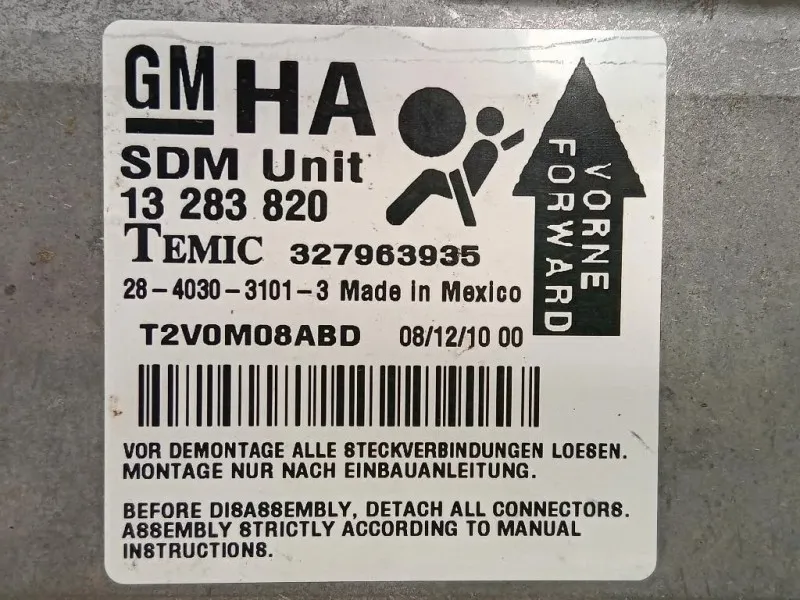 GM HA
SDM Unit
13 283 820
TEMIC 327963935
28-4030-3101-3 Made in Mexico
T2V0M08ABD 08/12/10 00
VORNE
FORWARD
VOR DEMONTAGE ALLE STECKVERBINDUNGEN LOESEN.
MONTAGE NUR NACH EINBAUANLEITUNG.
BEFORE DISASSEMBLY, DETACH ALL CONNECTORS.
ASSEMBLY STRICTLY ACCORDING TO MANUAL
INSTRUCTIONS.